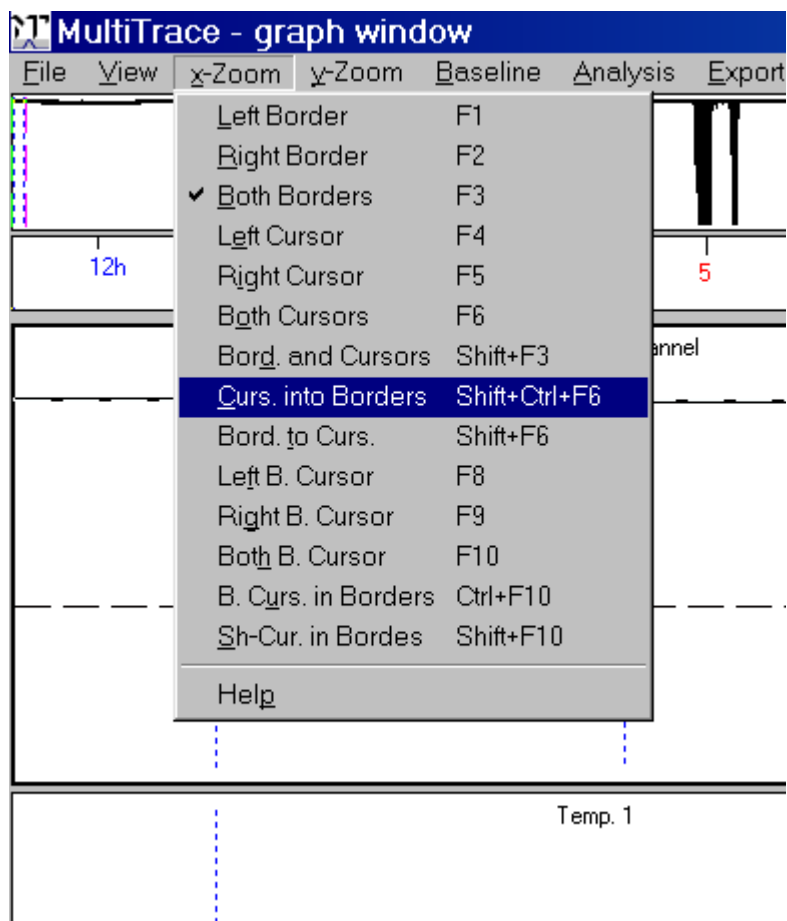 MultiTrace - graph window
File View x-Zoom y-Zoom Baseline Analysis Export
Left Border F1
Right Border F2
Both Borders F3
Left Cursor F4
12h
Right Cursor F5
5
Both Cursors F6
Bord. and Cursors Shift+F3
annel
Curs. into Borders Shift+Ctrl+F6
Bord. to Curs. Shift+F6
Left B. Cursor F8
Right B. Cursor F9
Both B. Cursor F10
B. Curs. in Borders Ctrl+F10
Sh-Cur. in Bordes Shift+F10
Help
Temp. 1